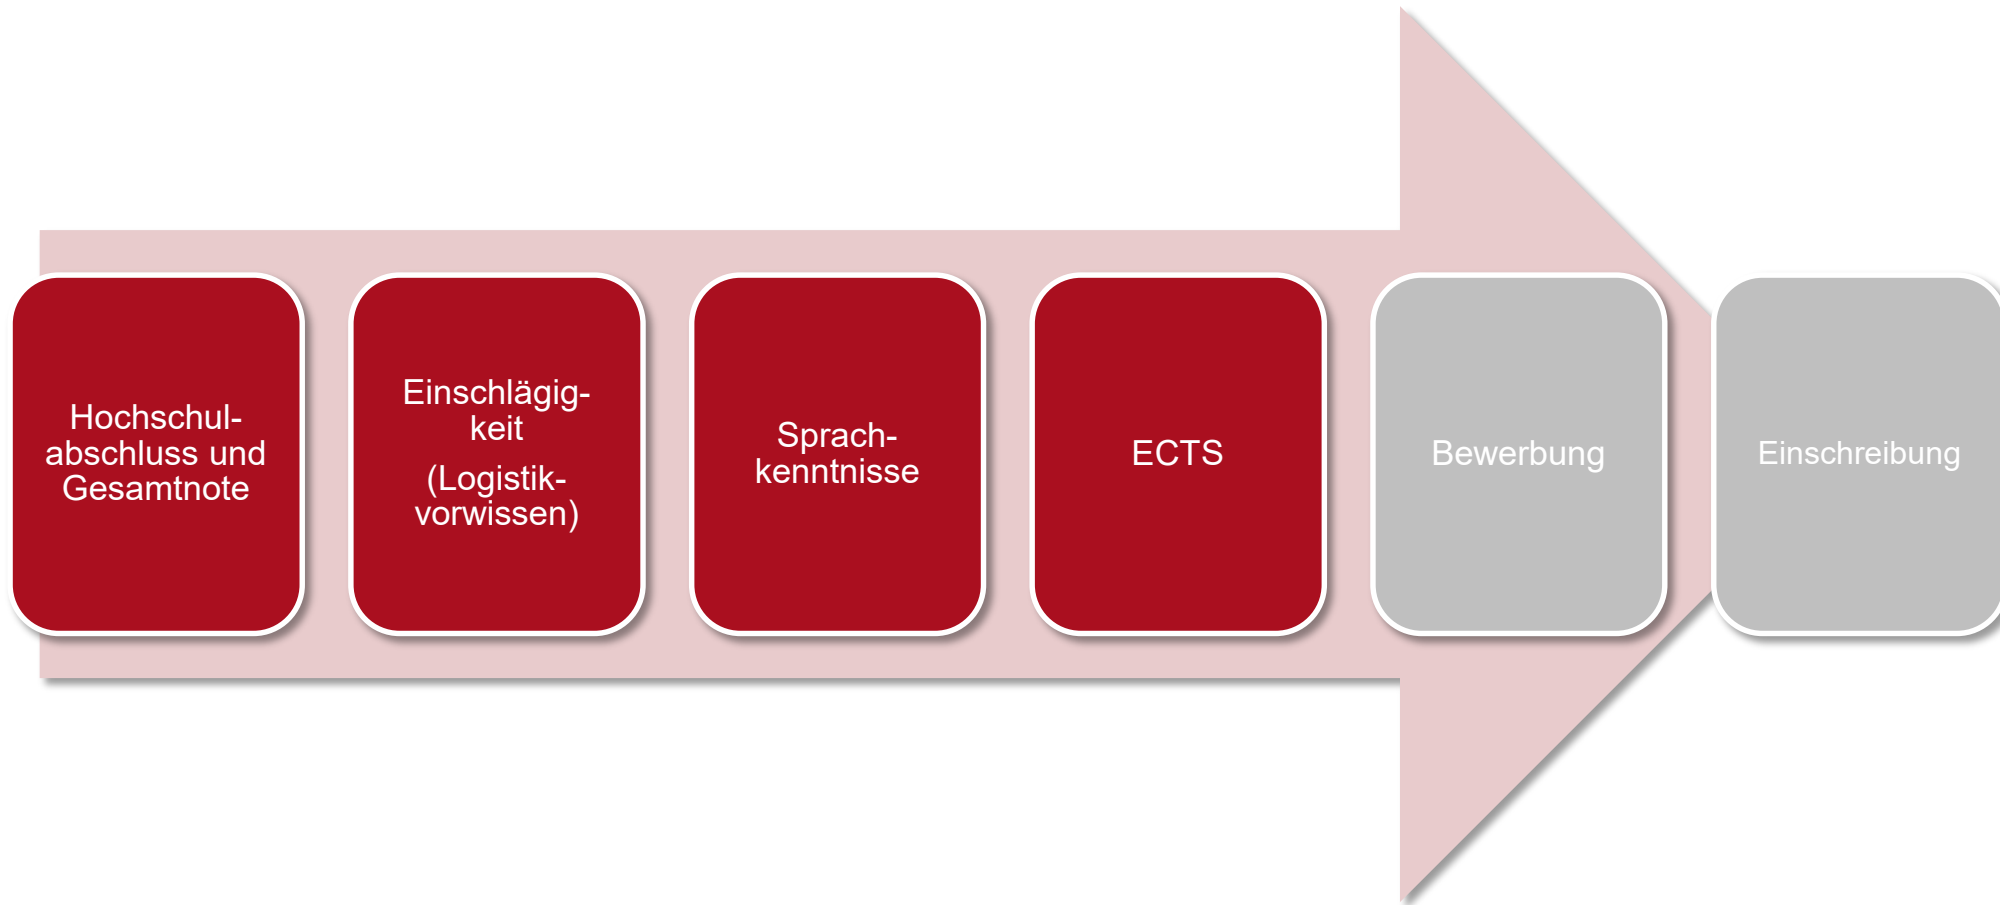 Hochschul-
abschluss und
Gesamtnote
Einschlägig-
keit
(Logistik-
vorwissen)
Sprach-
kenntnisse
ECTS
Bewerbung
Einschreibung